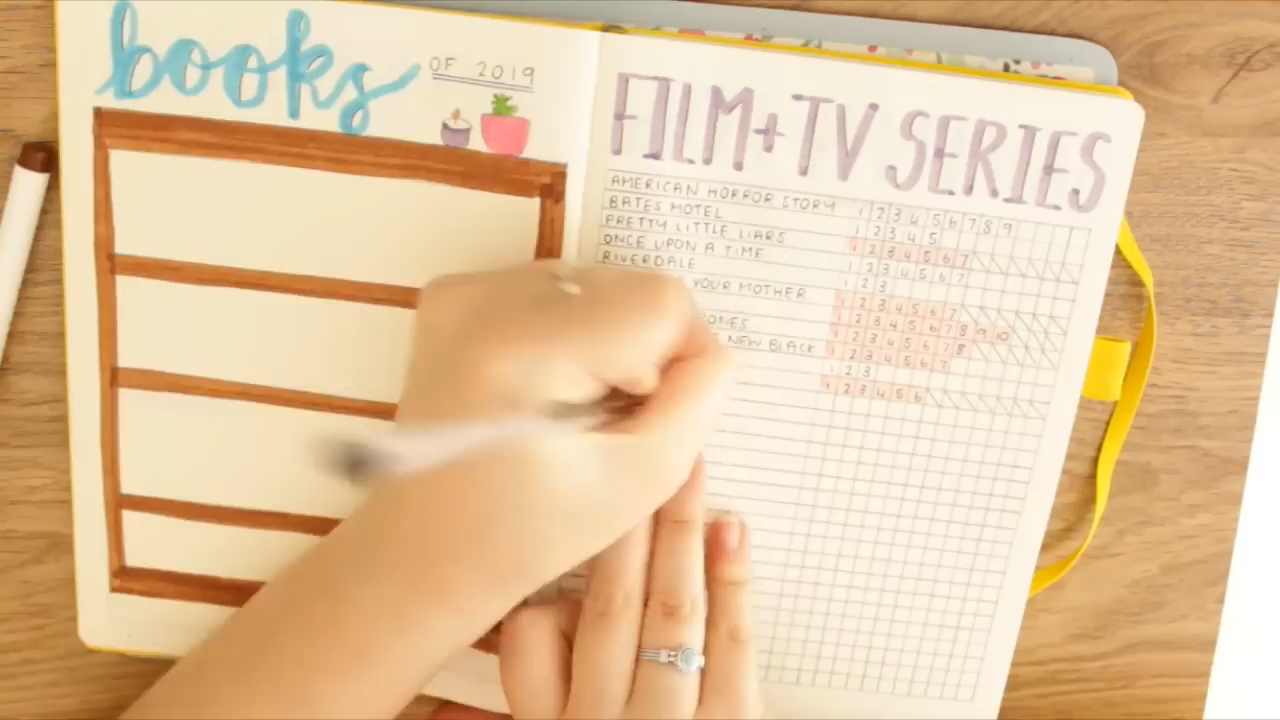 books
OF 2019
FILM+TV SERIES
AMERICAN HORROR STORY 1 2 3 4 5 6 7 8 9
BATES MOTEL 1 2 3 4 5
PRETTY LITTLE LIARS 1 2 3 4 5 6 7
ONCE UPON A TIME 1 2 3 4 5 6 7
RIVERDALE 1 2 3
YOUR MOTHER 1 2 3 4 5 6 7
1 2 3 4 5 6 7 8 9 10
ONES 1 2 3 4 5 6 7 8
NEW BLACK 1 2 3 4 5 6 7
1 2 3
1 2 3 4 5 6